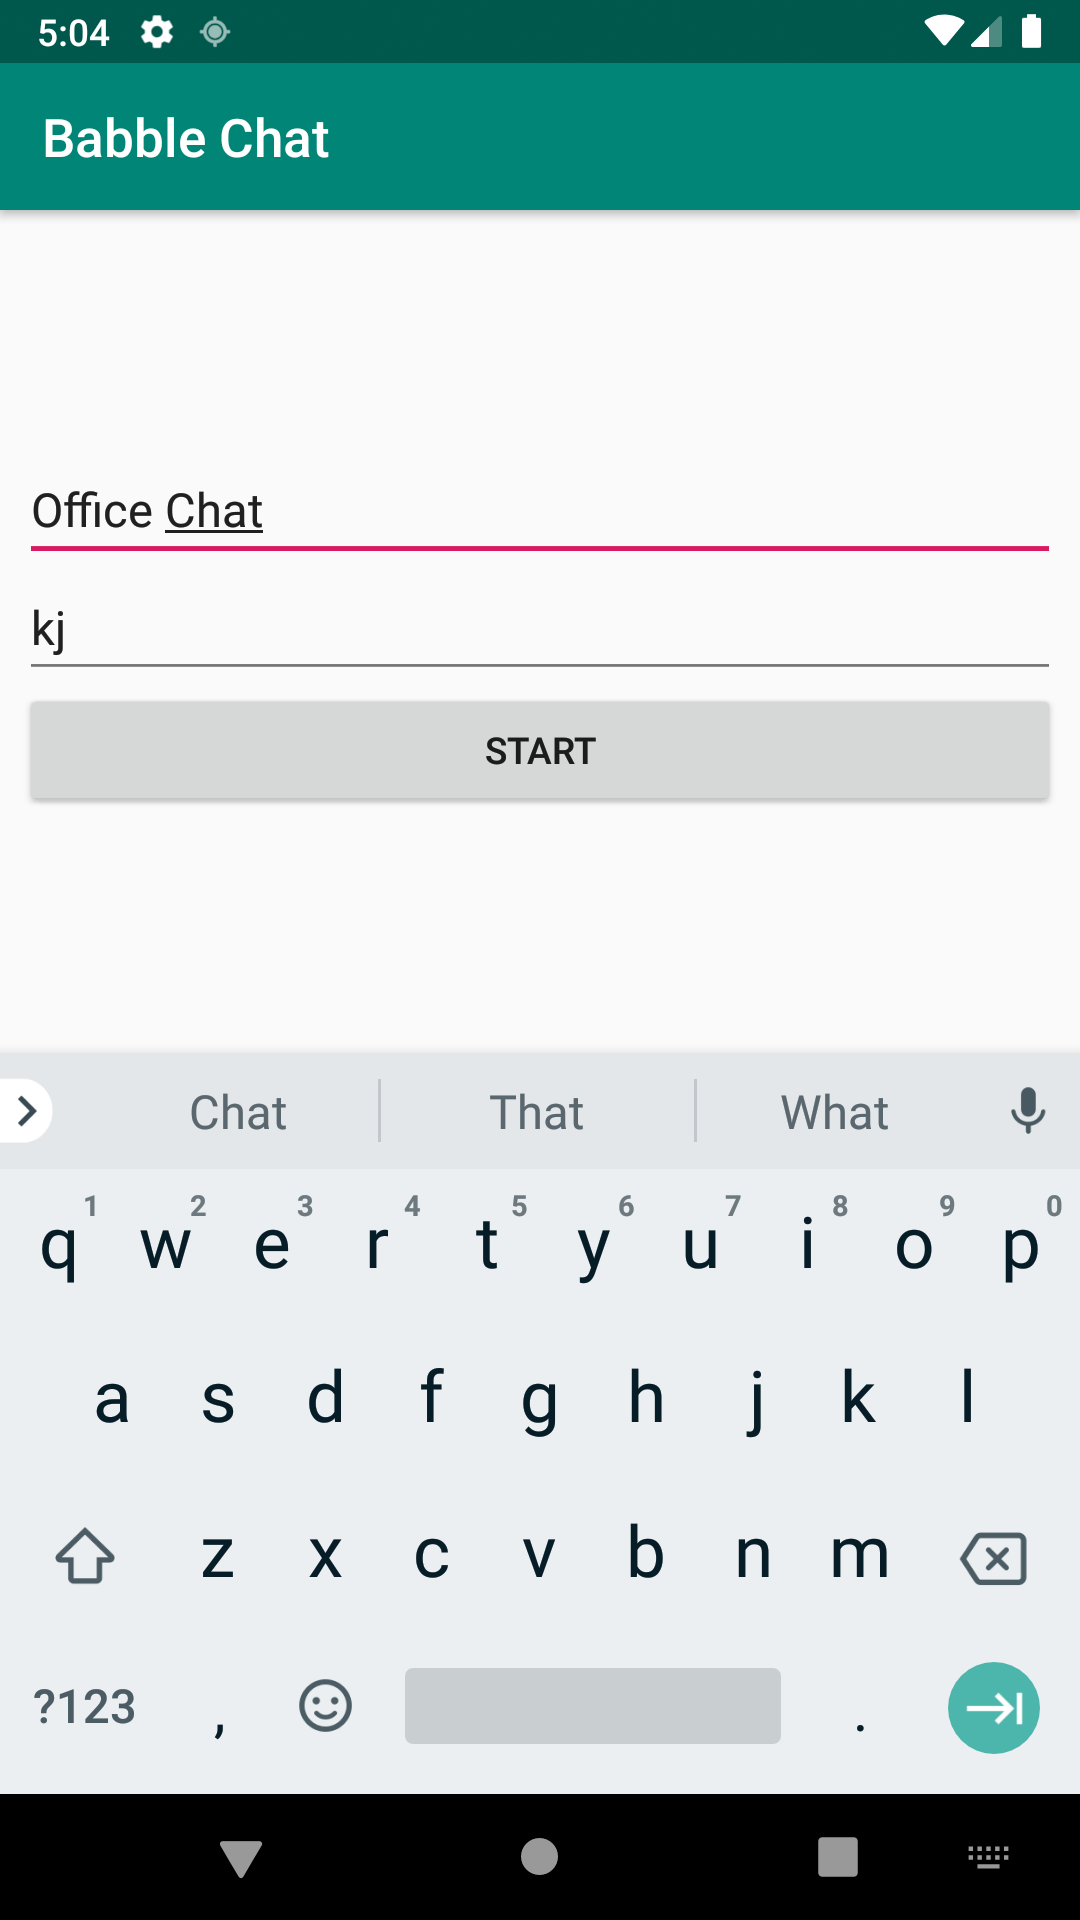 5:04
Babble Chat
Office Chat
kj
START
Chat That What
1 2 3 4 5 6 7 8 9 0
q w e r t y u i o p
a s d f g h j k l
z x c v b n m
?123 , .